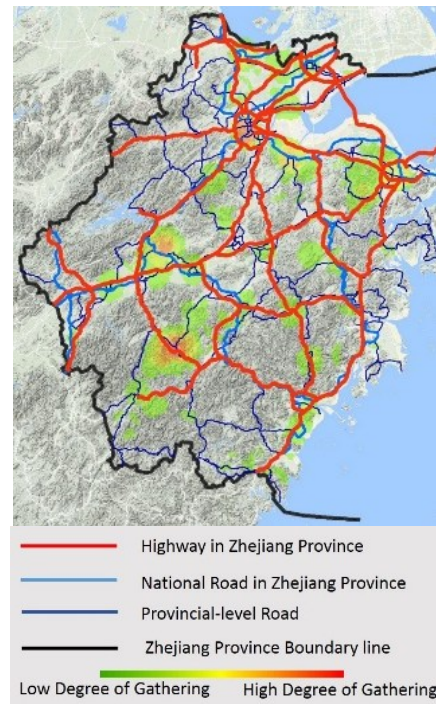 Highway in Zhejiang Province
National Road in Zhejiang Province
Provincial-level Road
Zhejiang Province Boundary line
Low Degree of Gathering High Degree of Gathering